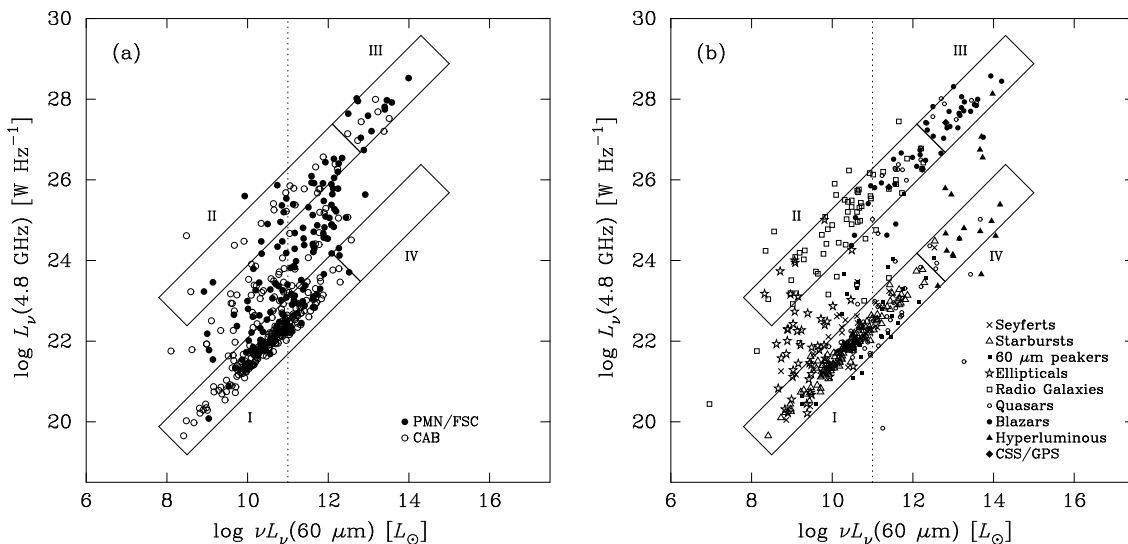 (a)
30
28
26
24
22
20
log Lν(4.8 GHz) [W Hz⁻¹]
6 8 10 12 14 16
log νLν(60 μm) [L⊙]
III
II
IV
I
PMN/FSC
CAB
(b)
30
28
26
24
22
20
log Lν(4.8 GHz) [W Hz⁻¹]
6 8 10 12 14 16
log νLν(60 μm) [L⊙]
III
II
IV
I
Seyferts
Starbursts
60 μm peakers
Ellipticals
Radio Galaxies
Quasars
Blazars
Hyperluminous
CSS/GPS